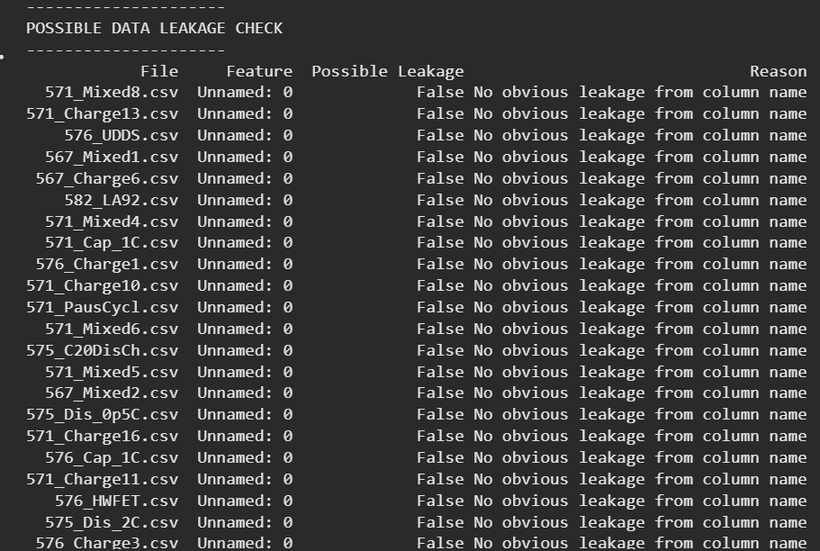 ---------------------
POSSIBLE DATA LEAKAGE CHECK
---------------------
File Feature Possible Leakage Reason
571_Mixed8.csv Unnamed: 0 False No obvious leakage from column name
571_Charge13.csv Unnamed: 0 False No obvious leakage from column name
576_UDDS.csv Unnamed: 0 False No obvious leakage from column name
567_Mixed1.csv Unnamed: 0 False No obvious leakage from column name
567_Charge6.csv Unnamed: 0 False No obvious leakage from column name
582_LA92.csv Unnamed: 0 False No obvious leakage from column name
571_Mixed4.csv Unnamed: 0 False No obvious leakage from column name
571_Cap_1C.csv Unnamed: 0 False No obvious leakage from column name
576_Charge1.csv Unnamed: 0 False No obvious leakage from column name
571_Charge10.csv Unnamed: 0 False No obvious leakage from column name
571_PausCycl.csv Unnamed: 0 False No obvious leakage from column name
571_Mixed6.csv Unnamed: 0 False No obvious leakage from column name
575_C20DisCh.csv Unnamed: 0 False No obvious leakage from column name
571_Mixed5.csv Unnamed: 0 False No obvious leakage from column name
567_Mixed2.csv Unnamed: 0 False No obvious leakage from column name
575_Dis_0p5C.csv Unnamed: 0 False No obvious leakage from column name
571_Charge16.csv Unnamed: 0 False No obvious leakage from column name
576_Cap_1C.csv Unnamed: 0 False No obvious leakage from column name
571_Charge11.csv Unnamed: 0 False No obvious leakage from column name
576_HWFET.csv Unnamed: 0 False No obvious leakage from column name
575_Dis_2C.csv Unnamed: 0 False No obvious leakage from column name
576_Charge3.csv Unnamed: 0 False No obvious leakage from column name